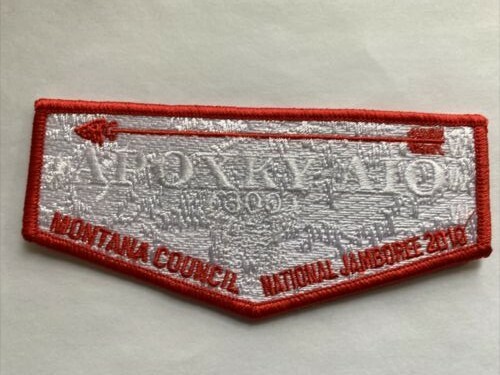 APOXKY AIO
(300)
MONTANA COUNCIL NATIONAL JAMBOREE 2010